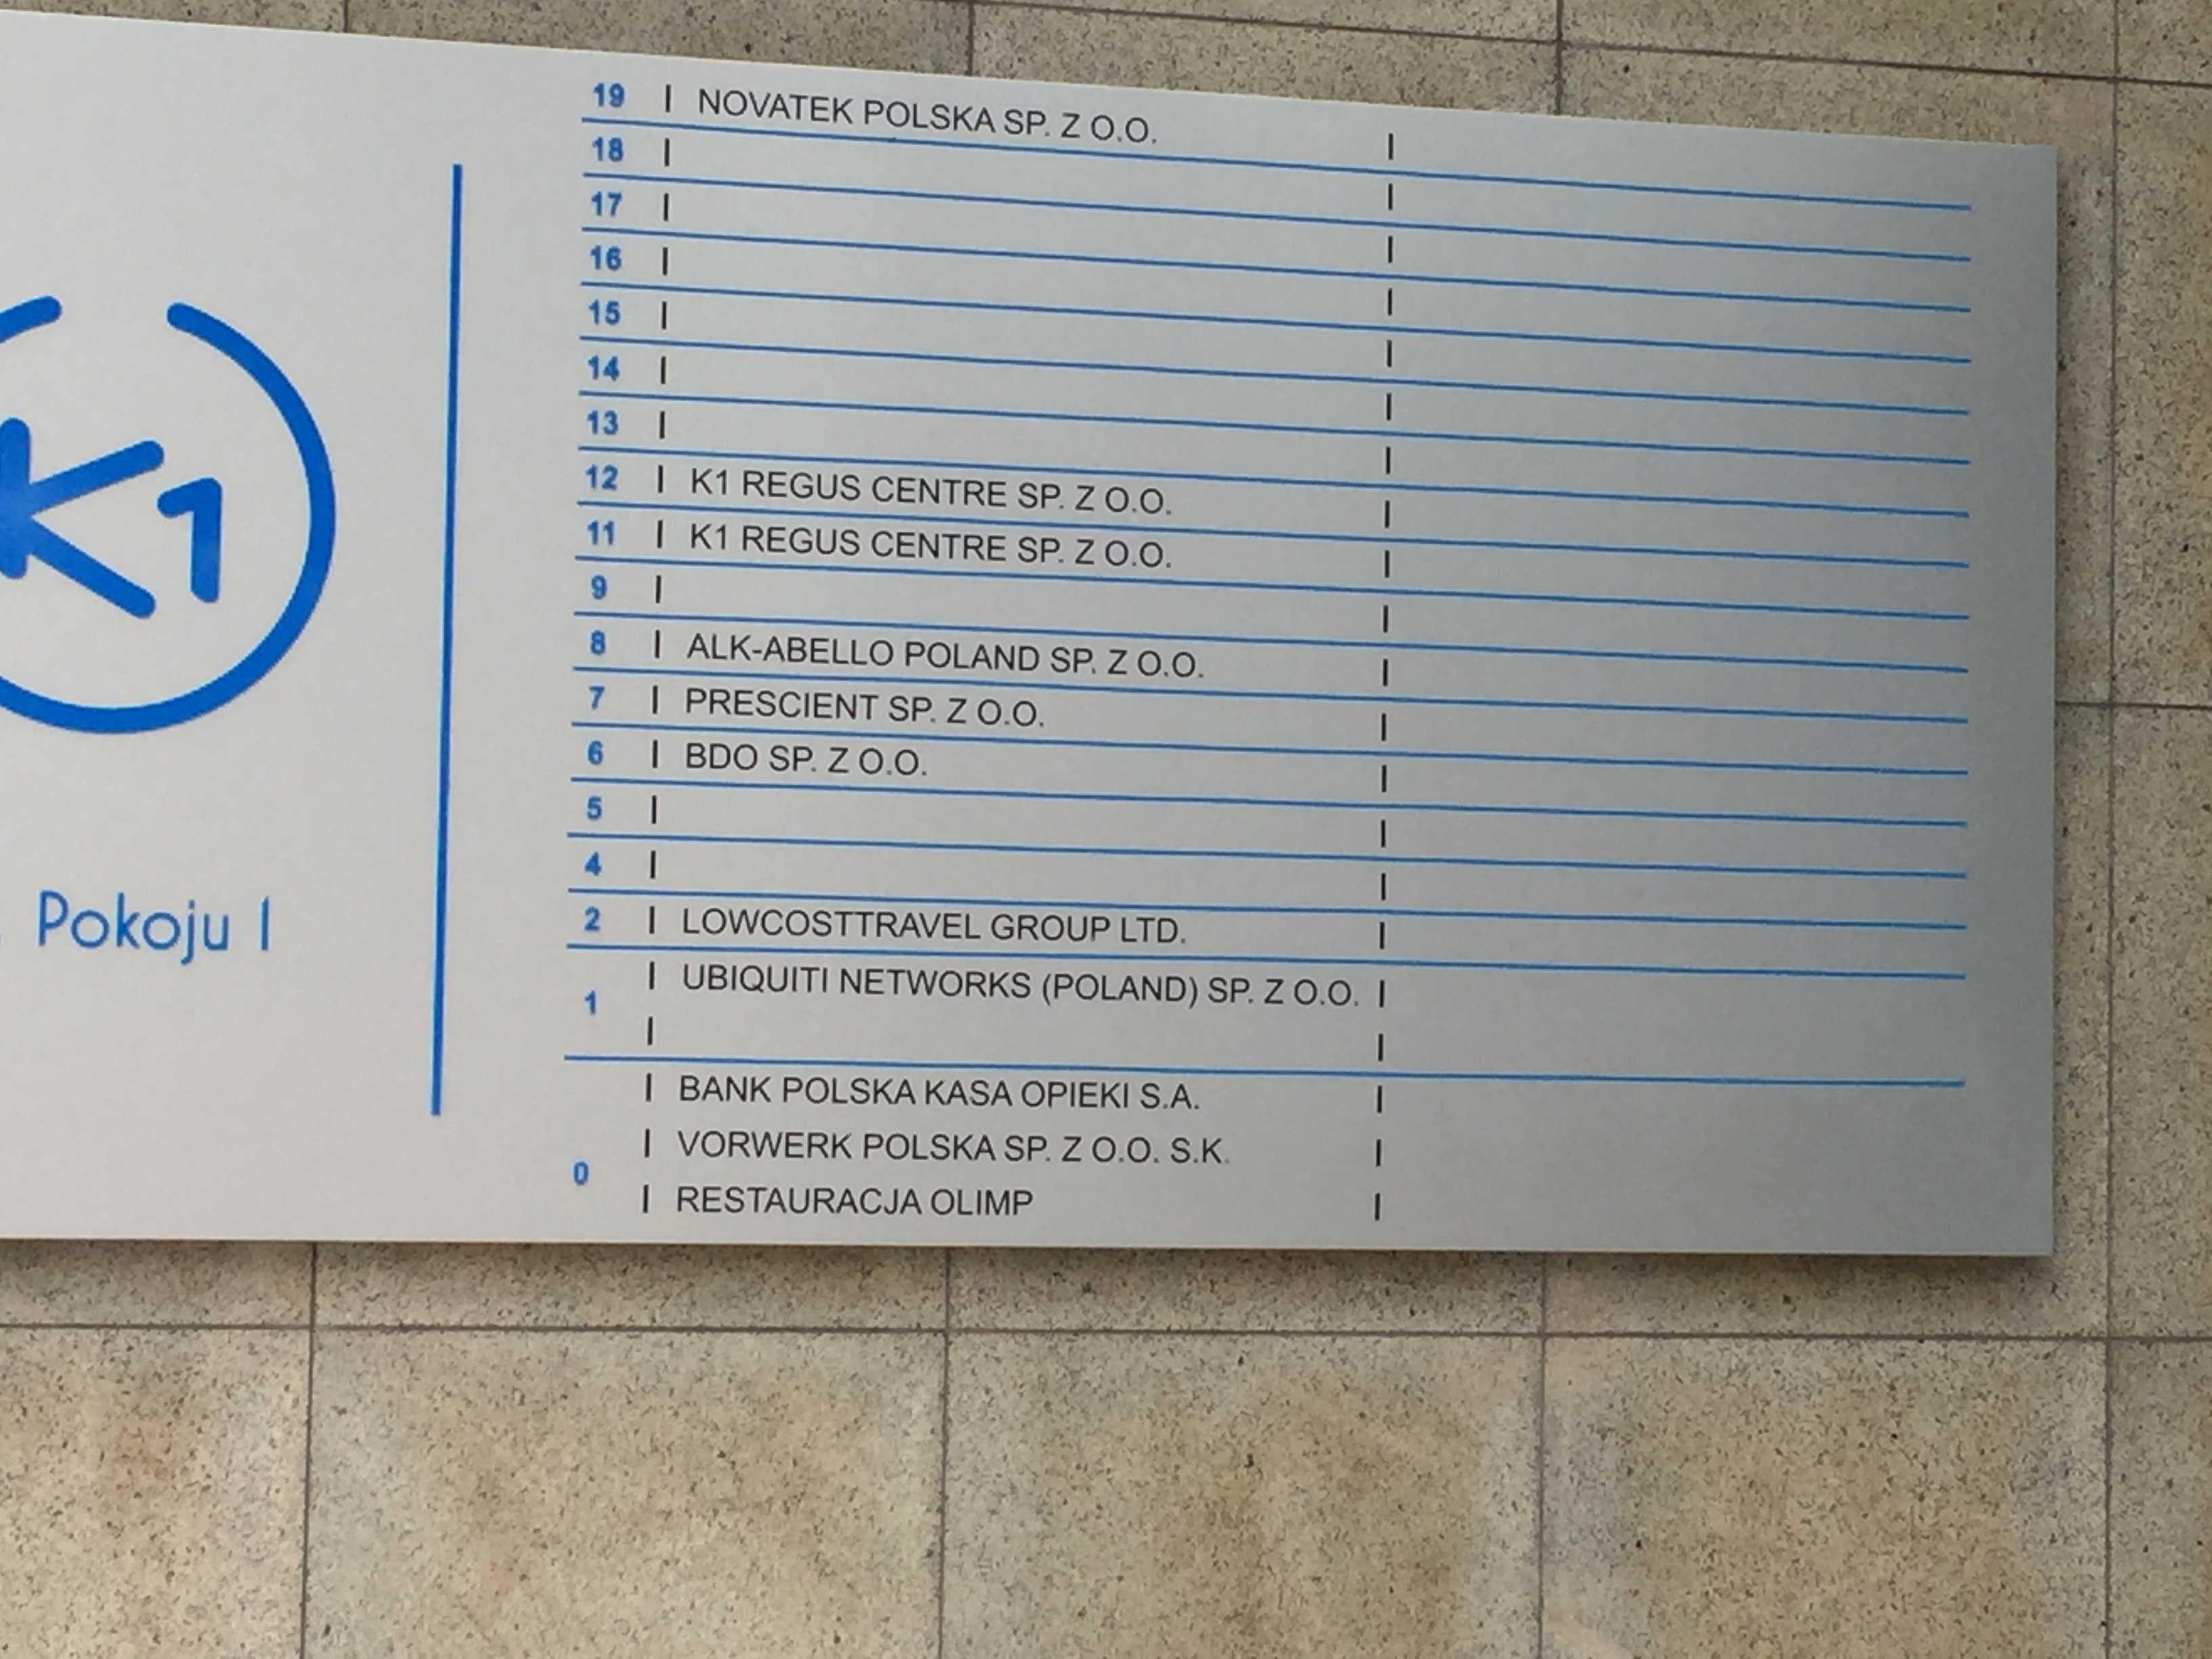 K1
Pokoju 1
19 | NOVATEK POLSKA SP. Z O.O. |
18 | |
17 | |
16 | |
15 | |
14 | |
13 | |
12 | K1 REGUS CENTRE SP. Z O.O. |
11 | K1 REGUS CENTRE SP. Z O.O. |
9 | |
8 | ALK-ABELLO POLAND SP. Z O.O. |
7 | PRESCIENT SP. Z O.O. |
6 | BDO SP. Z O.O. |
5 | |
4 | |
2 | LOWCOSTTRAVEL GROUP LTD. |
1 | UBIQUITI NETWORKS (POLAND) SP. Z O.O. |
| |
| BANK POLSKA KASA OPIEKI S.A. |
| VORWERK POLSKA SP. Z O.O. S.K. |
0 | RESTAURACJA OLIMP |